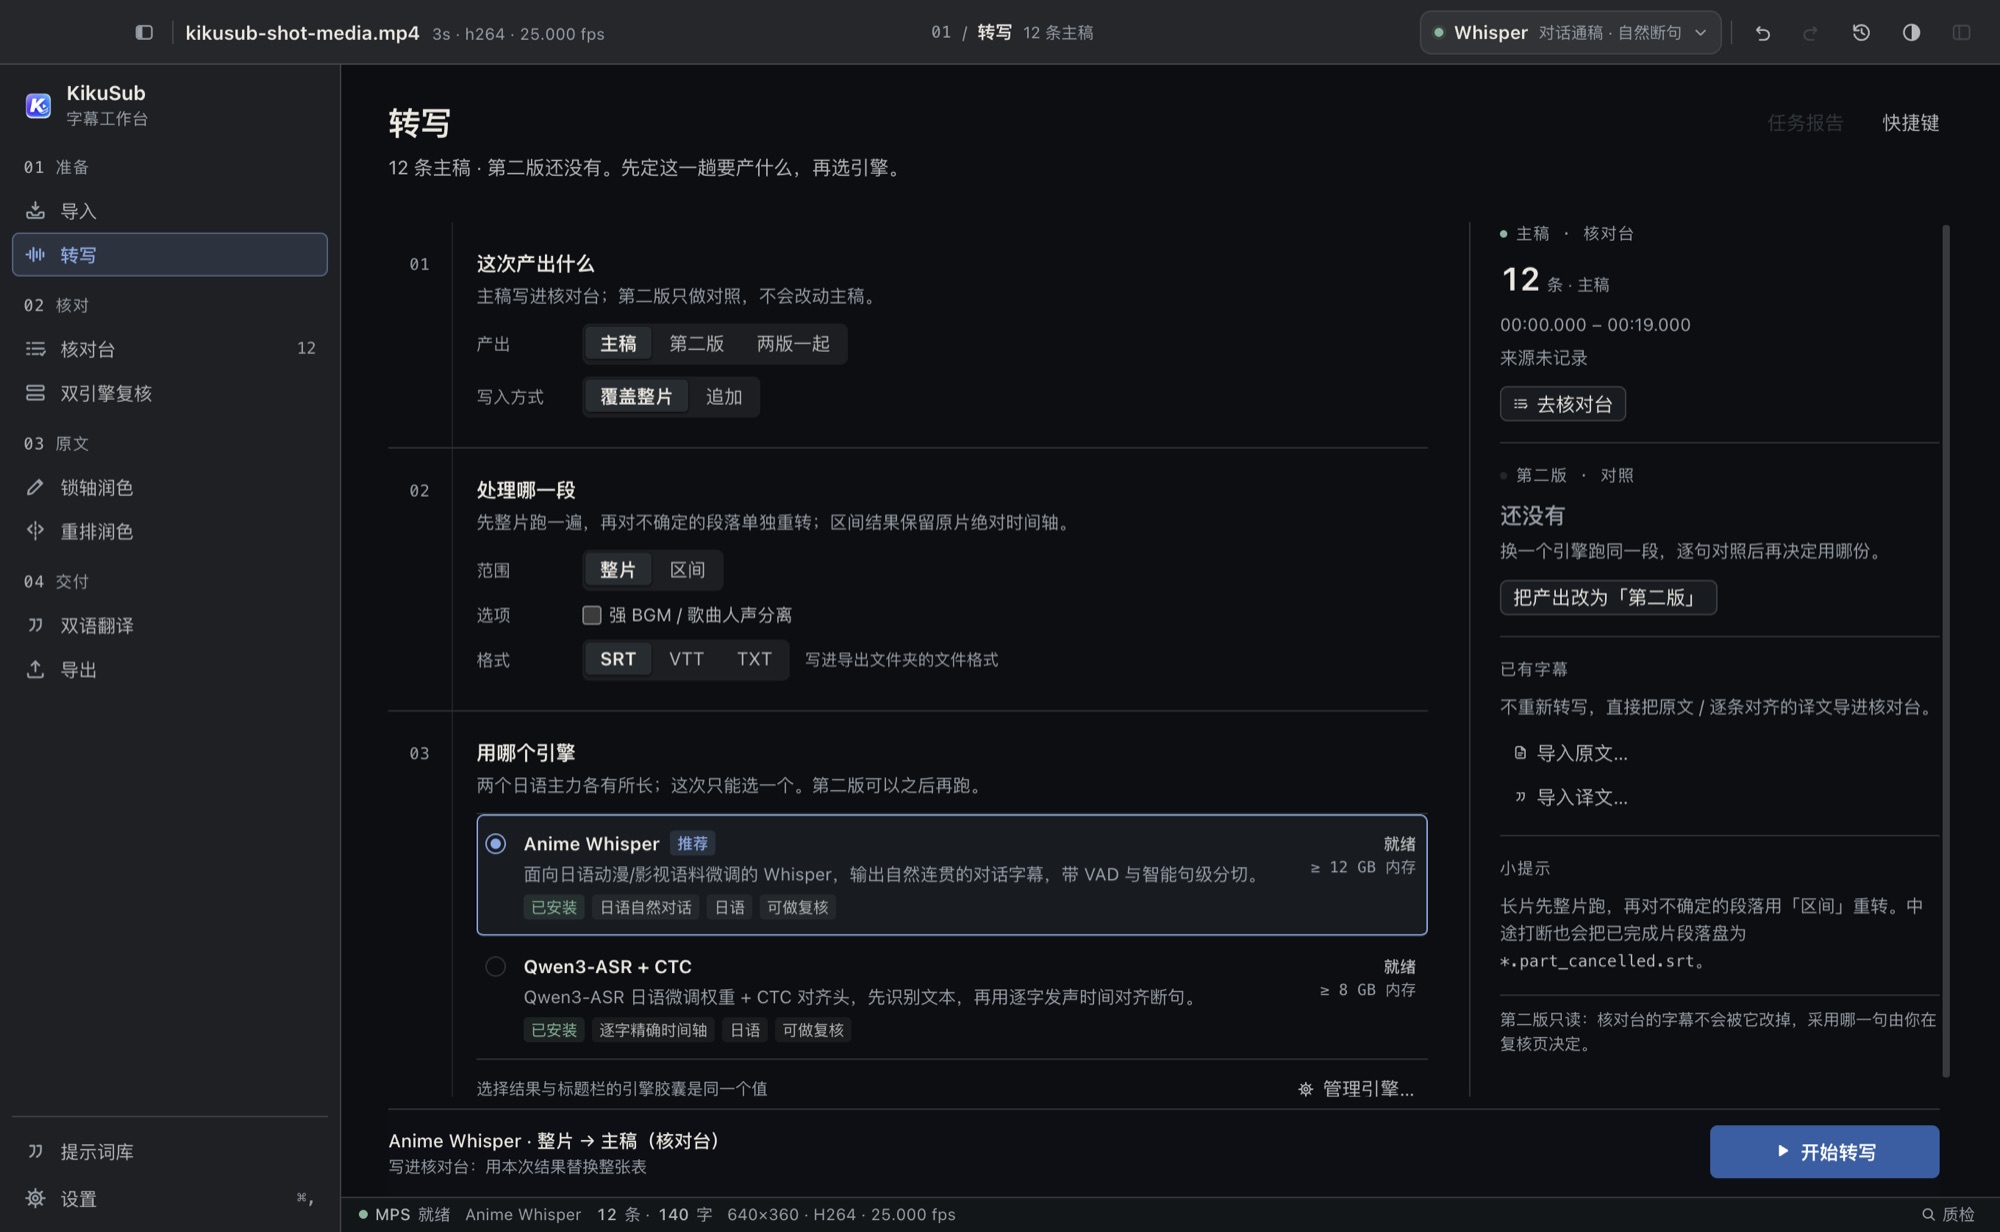 kikusub-shot-media.mp4 3s · h264 · 25.000 fps
01 / 转写 12 条主稿
Whisper 对话通稿 · 自然断句
KikuSub
字幕工作台
01 准备
导入
转写
02 核对
核对台 12
双引擎复核
03 原文
锁轴润色
重排润色
04 交付
双语翻译
导出
提示词库
设置 ⌘,
转写
12 条主稿 · 第二版还没有。先定这一趟要产什么，再选引擎。
任务报告 快捷键
01 这次产出什么
主稿写进核对台；第二版只做对照，不会改动主稿。
产出 主稿 第二版 两版一起
写入方式 覆盖整片 追加
02 处理哪一段
先整片跑一遍，再对不确定的段落单独重转；区间结果保留原片绝对时间轴。
范围 整片 区间
选项 强 BGM / 歌曲人声分离
格式 SRT VTT TXT 写进导出文件夹的文件格式
03 用哪个引擎
两个日语主力各有所长；这次只能选一个。第二版可以之后再跑。
Anime Whisper 推荐 就绪
面向日语动漫/影视语料微调的 Whisper，输出自然连贯的对话字幕，带 VAD 与智能句级分切。 ≥ 12 GB 内存
已安装 日语自然对话 日语 可做复核
Qwen3-ASR + CTC 就绪
Qwen3-ASR 日语微调权重 + CTC 对齐头，先识别文本，再用逐字发声时间对齐断句。 ≥ 8 GB 内存
已安装 逐字精确时间轴 日语 可做复核
选择结果与标题栏的引擎胶囊是同一个值 管理引擎...
主稿 · 核对台
12 条 · 主稿
00:00.000 – 00:19.000
来源未记录
去核对台
第二版 · 对照
还没有
换一个引擎跑同一段，逐句对照后再决定用哪份。
把产出改为「第二版」
已有字幕
不重新转写，直接把原文 / 逐条对齐的译文导进核对台。
导入原文...
导入译文...
小提示
长片先整片跑，再对不确定的段落用「区间」重转。中
途打断也会把已完成片段落盘为
*.part_cancelled.srt。
第二版只读：核对台的字幕不会被它改掉，采用哪一句由你在
复核页决定。
Anime Whisper · 整片 → 主稿（核对台）
写进核对台：用本次结果替换整张表
开始转写
MPS 就绪 Anime Whisper 12 条 · 140 字 640×360 · H264 · 25.000 fps
质检